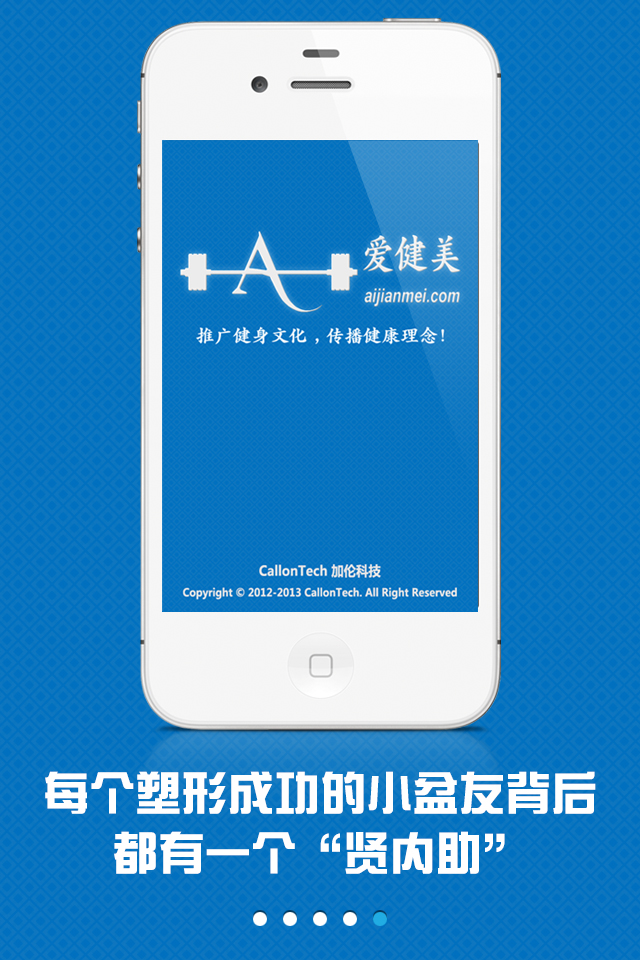 爱健美
aijianmei.com
推广健身文化，传播健康理念！
CallonTech 加伦科技
Copyright © 2012-2013 CallonTech. All Right Reserved
每个塑形成功的小盆友背后
都有一个“贤内助”